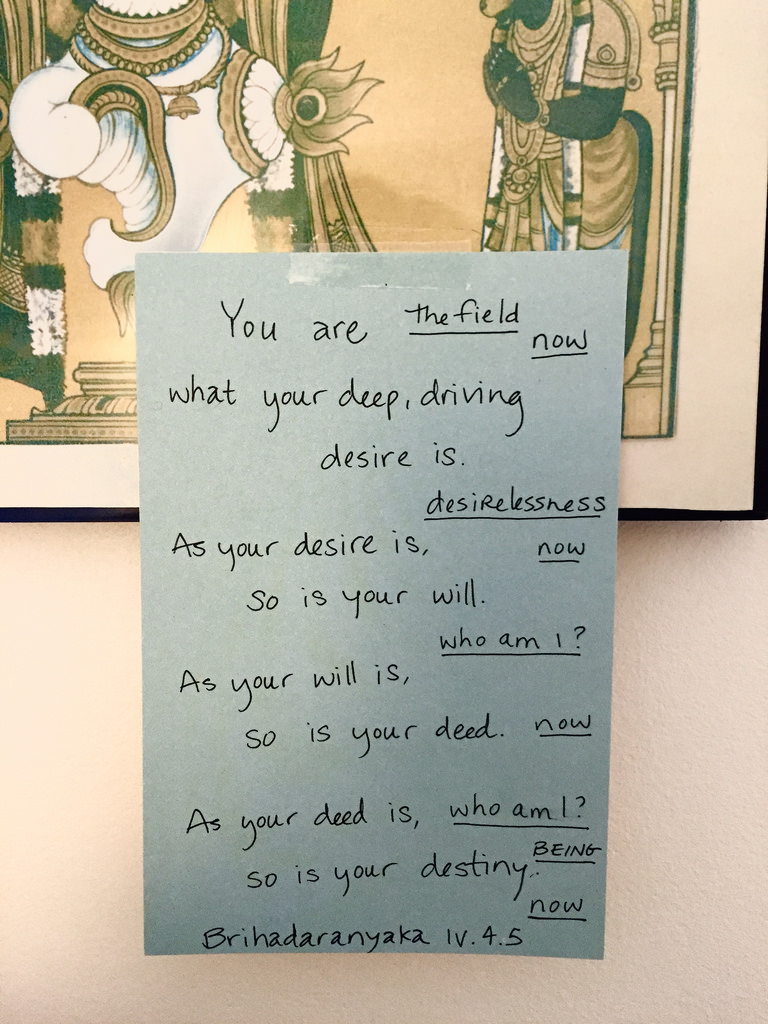 You are the field
now
what your deep, driving
desire is.
desirelessness
As your desire is, now
so is your will.
who am I?
As your will is,
so is your deed. now
As your deed is, who am I?
BEING
so is your destiny.
now
Brihadaranyaka IV.4.5